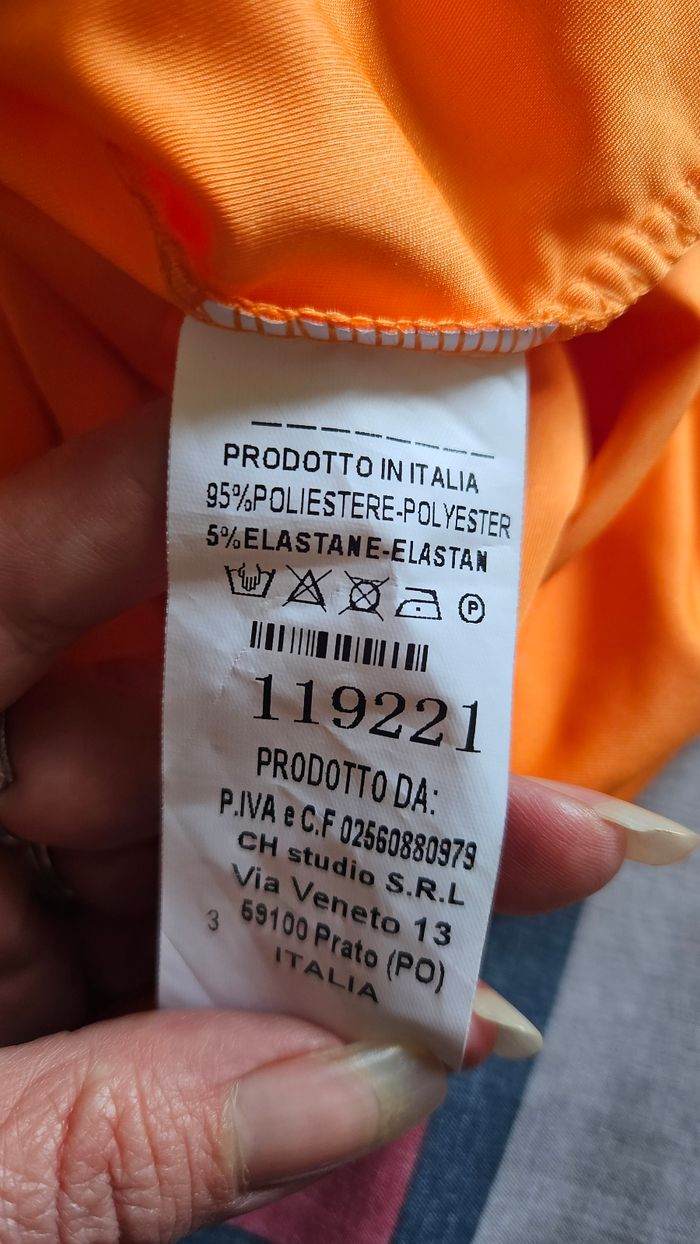 PRODOTTO IN ITALIA
95%POLIESTERE-POLYESTER
5%ELASTANE-ELASTAN
P
119221
PRODOTTO DA:
P.IVA e C.F 02560880979
CH studio S.R.L
Via Veneto 13
3 59100 Prato (PO)
ITALIA